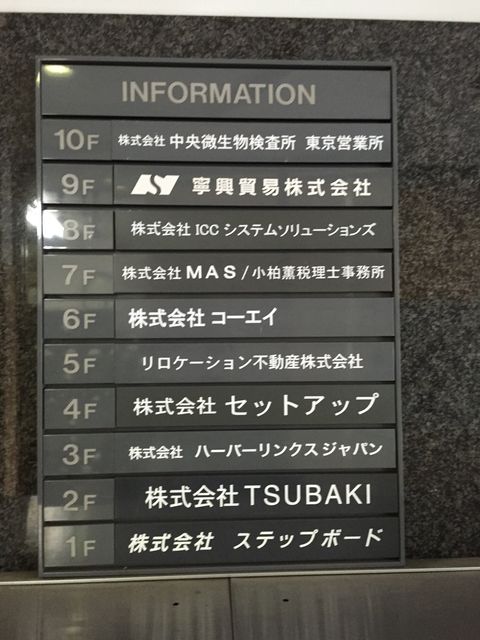 INFORMATION
10F 株式会社 中央微生物検査所 東京営業所
9F ASY 寧興貿易株式会社
8F 株式会社 ICC システムソリューションズ
7F 株式会社 MAS/小柏薫税理士事務所
6F 株式会社 コーエイ
5F リロケーション不動産株式会社
4F 株式会社 セットアップ
3F 株式会社 ハーバーリンクスジャパン
2F 株式会社 TSUBAKI
1F 株式会社 ステップボード